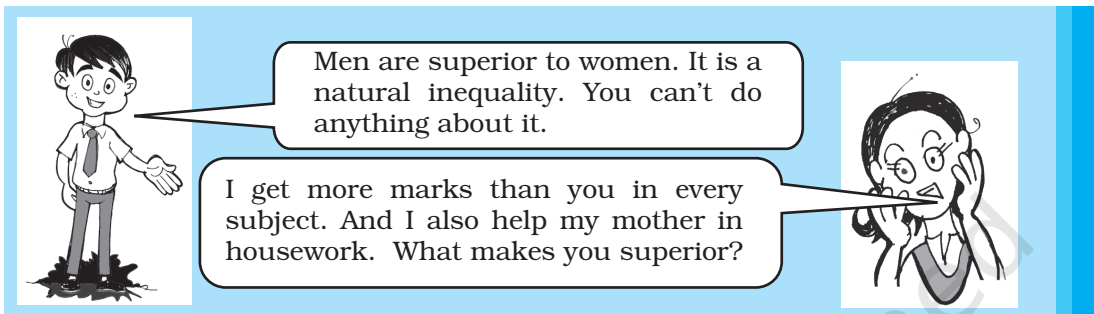 Men are superior to women. It is a
natural inequality. You can't do
anything about it.
I get more marks than you in every
subject. And I also help my mother in
housework. What makes you superior?